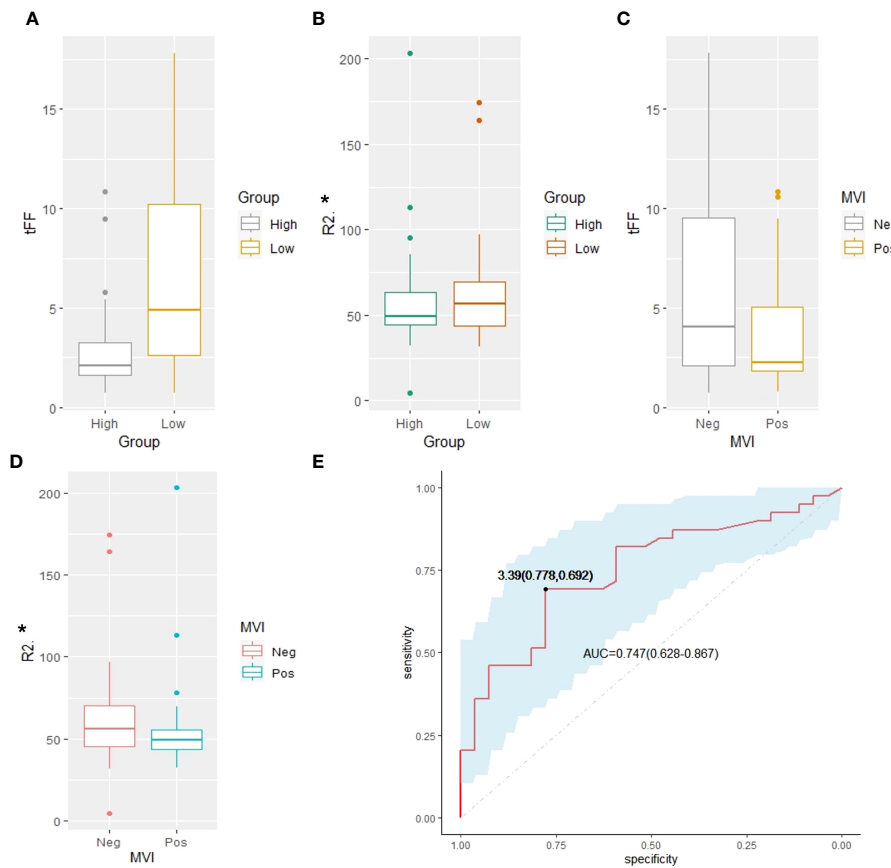 A
tFF
15
10
5
0
High
Low
Group
Group
High
Low
B
R2.*
200
150
100
50
0
High
Low
Group
Group
High
Low
C
tFF
15
10
5
0
Neg
Pos
MVI
MVI
Ne
Pos
D
R2.*
200
150
100
50
0
Neg
Pos
MVI
MVI
Neg
Pos
E
sensitivity
1.00
0.75
0.50
0.25
0.00
3.39(0.778,0.692)
AUC=0.747(0.628-0.867)
1.00
0.75
0.50
0.25
0.00
specificity